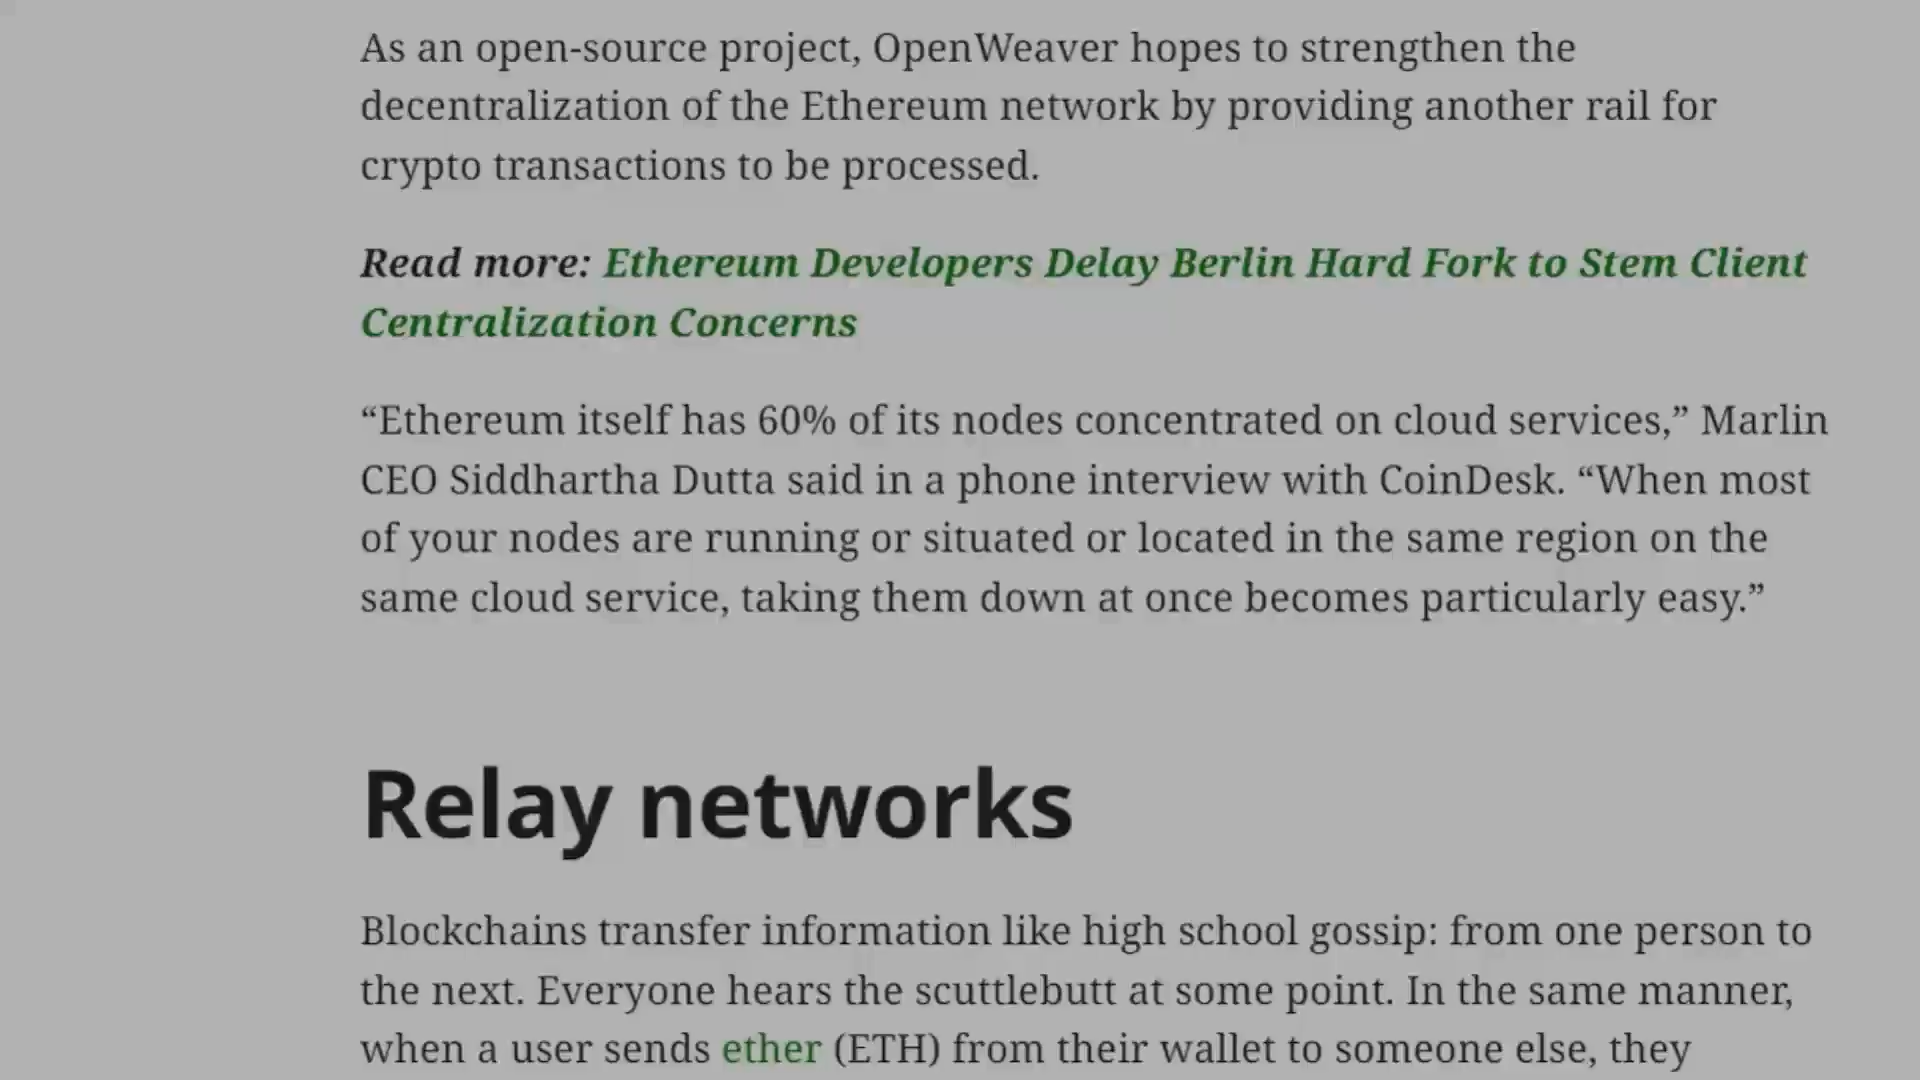 As an open-source project, OpenWeaver hopes to strengthen the
decentralization of the Ethereum network by providing another rail for
crypto transactions to be processed.
Read more: Ethereum Developers Delay Berlin Hard Fork to Stem Client
Centralization Concerns
“Ethereum itself has 60% of its nodes concentrated on cloud services,” Marlin
CEO Siddhartha Dutta said in a phone interview with CoinDesk. “When most
of your nodes are running or situated or located in the same region on the
same cloud service, taking them down at once becomes particularly easy.”
Relay networks
Blockchains transfer information like high school gossip: from one person to
the next. Everyone hears the scuttlebutt at some point. In the same manner,
when a user sends ether (ETH) from their wallet to someone else, they